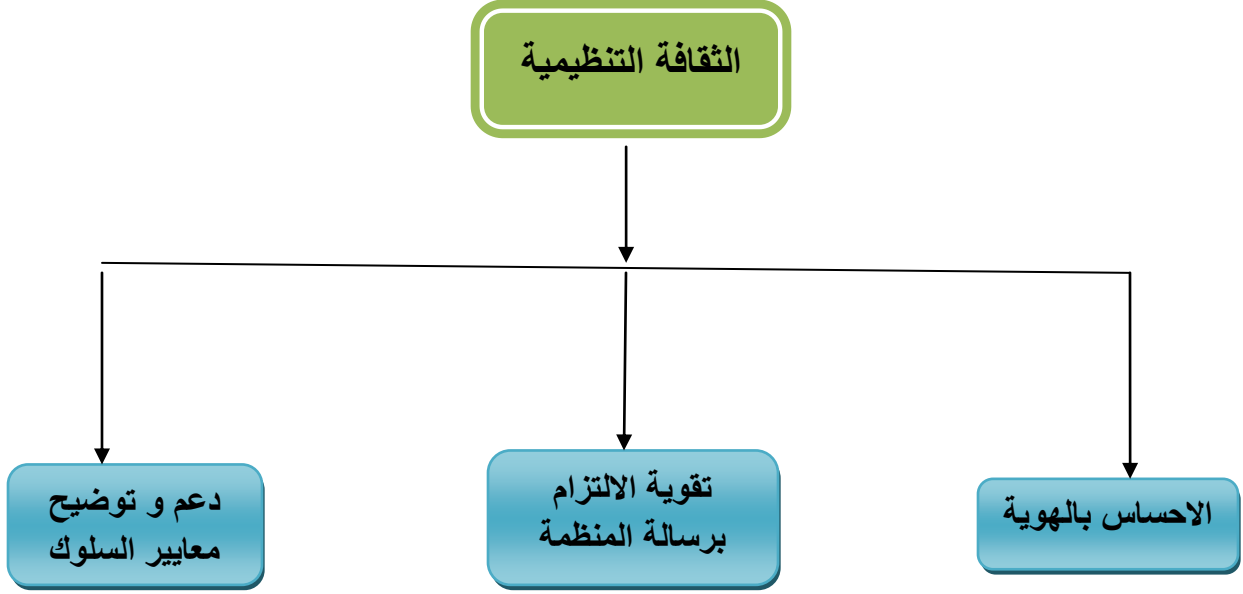 الثقافة التنظيمية
الاحساس بالهوية
تقوية الالتزام
برسالة المنظمة
دعم و توضيح
معايير السلوك